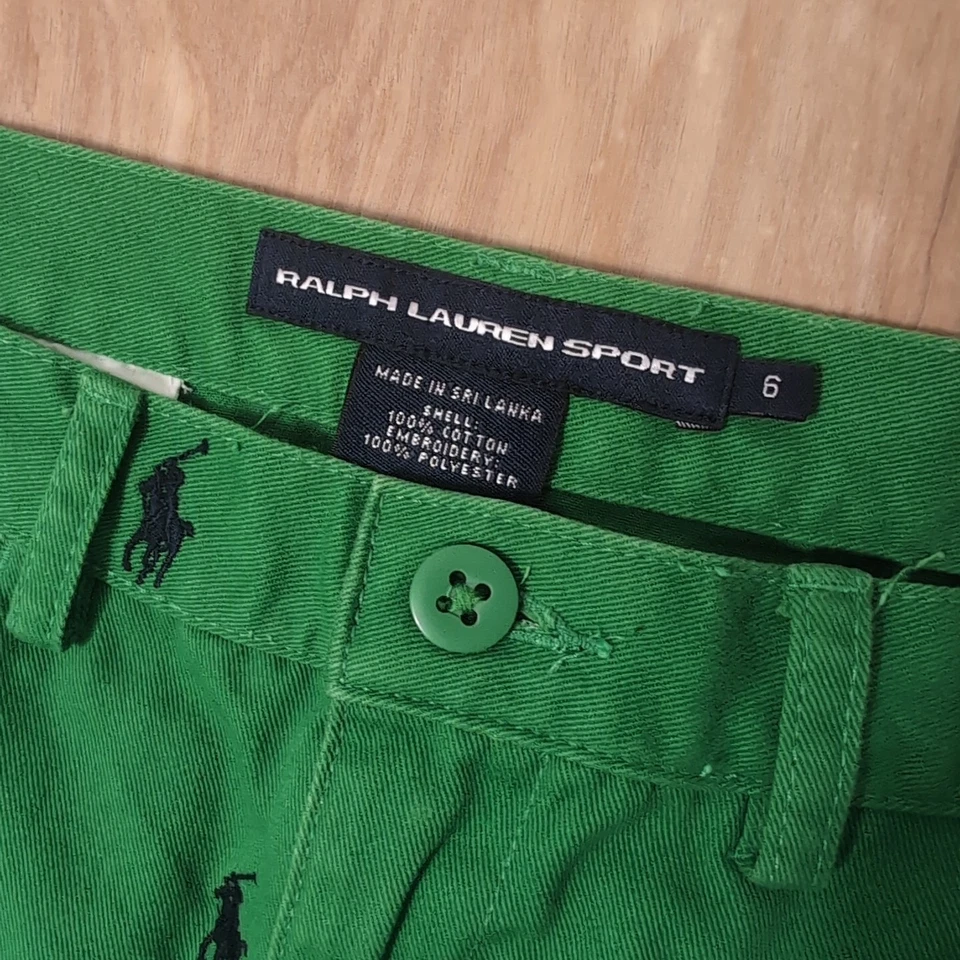 RALPH LAUREN SPORT
6
MADE IN SRI LANKA
SHELL:
100% COTTON
EMBROIDERY:
100% POLYESTER